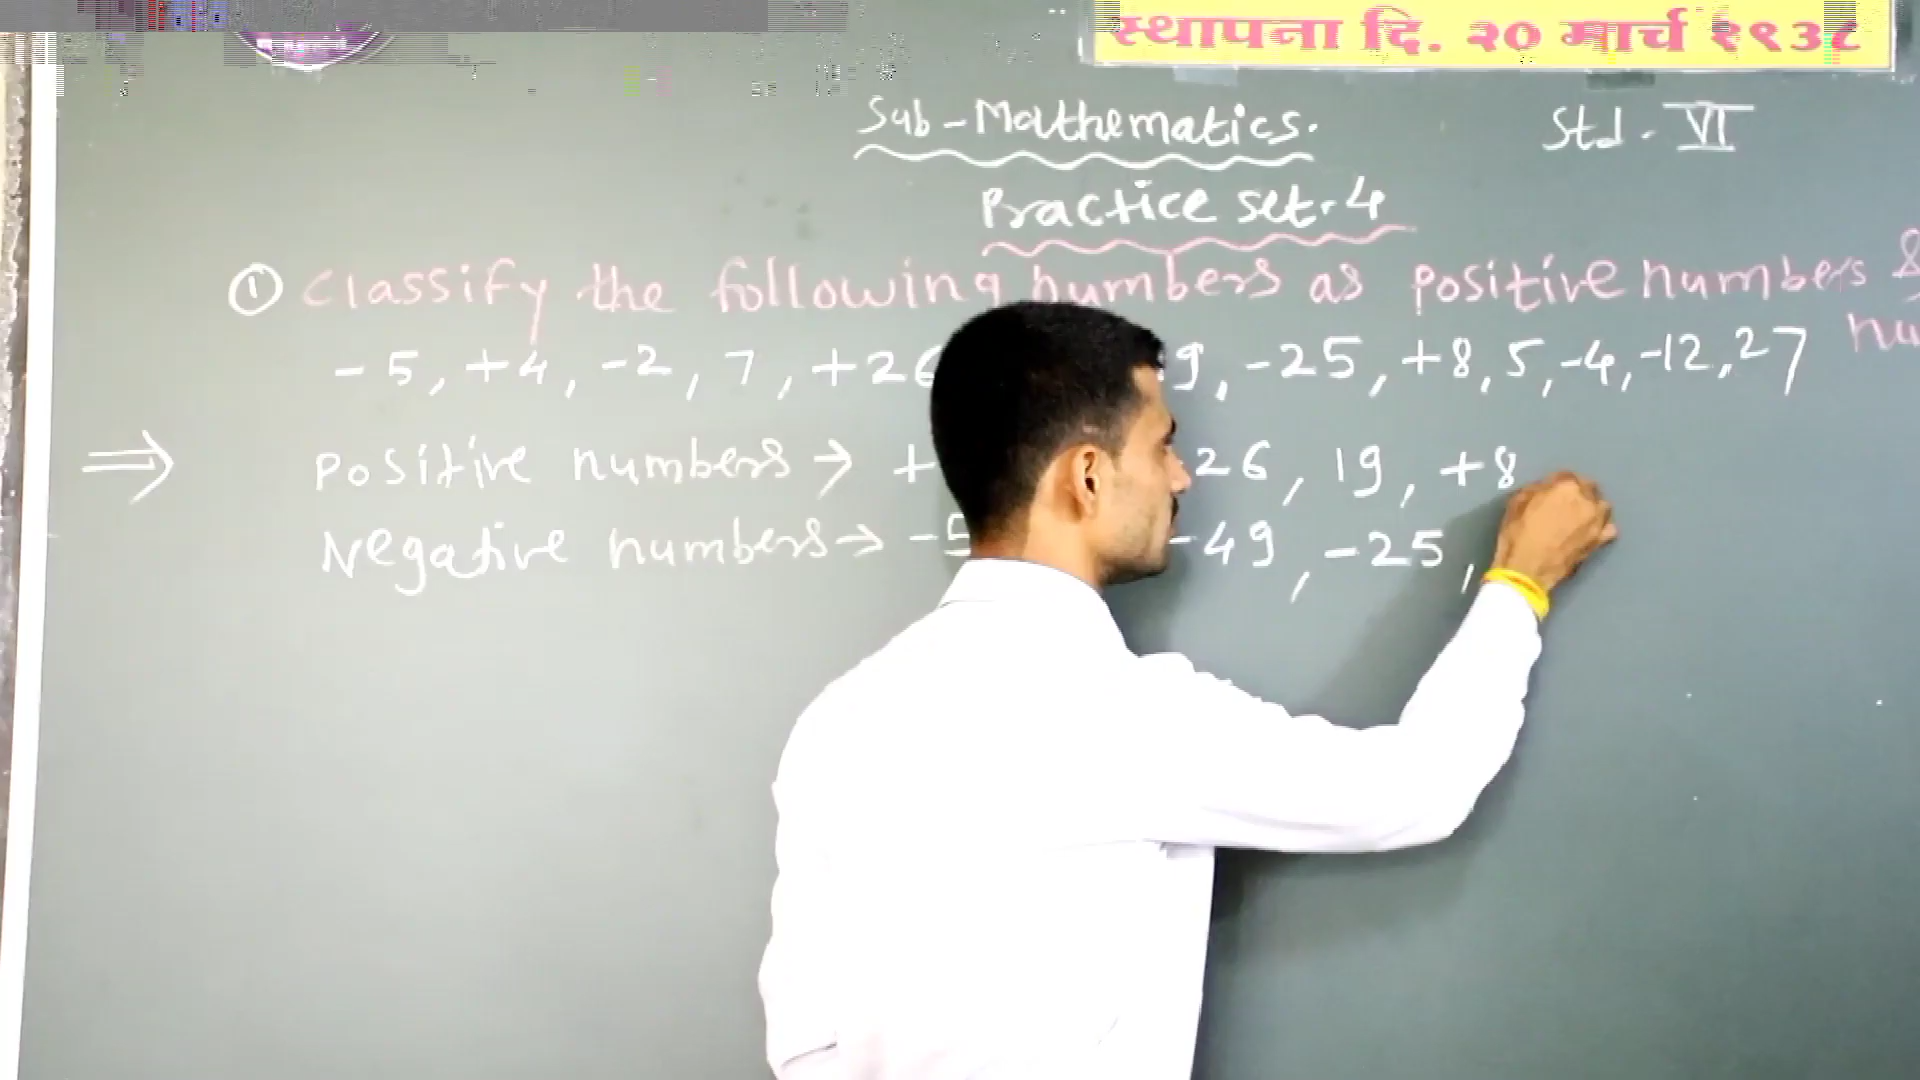 स्थापना दि. २० मार्च १९३८
Sub - Mathematics.
Std. VI
Practice set. 4
① Classify the following numbers as positive numbers &
- 5, +4, -2, 7, +26 9, -25, +8, 5, -4, -12, 27
⇒ Positive numbers → + 26, 19, +8
Negative numbers → -5 -49, -25,